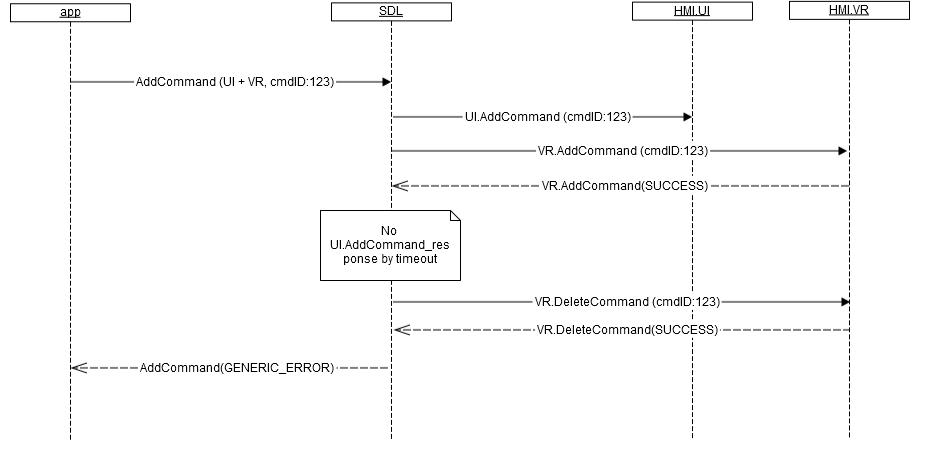 app
SDL
HMI.UI
HMI.VR
AddCommand (UI + VR, cmdID:123)
UI.AddCommand (cmdID:123)
VR.AddCommand (cmdID:123)
VR.AddCommand(SUCCESS)
No
UI.AddCommand_res
ponse by timeout
VR.DeleteCommand (cmdID:123)
VR.DeleteCommand(SUCCESS)
AddCommand(GENERIC_ERROR)